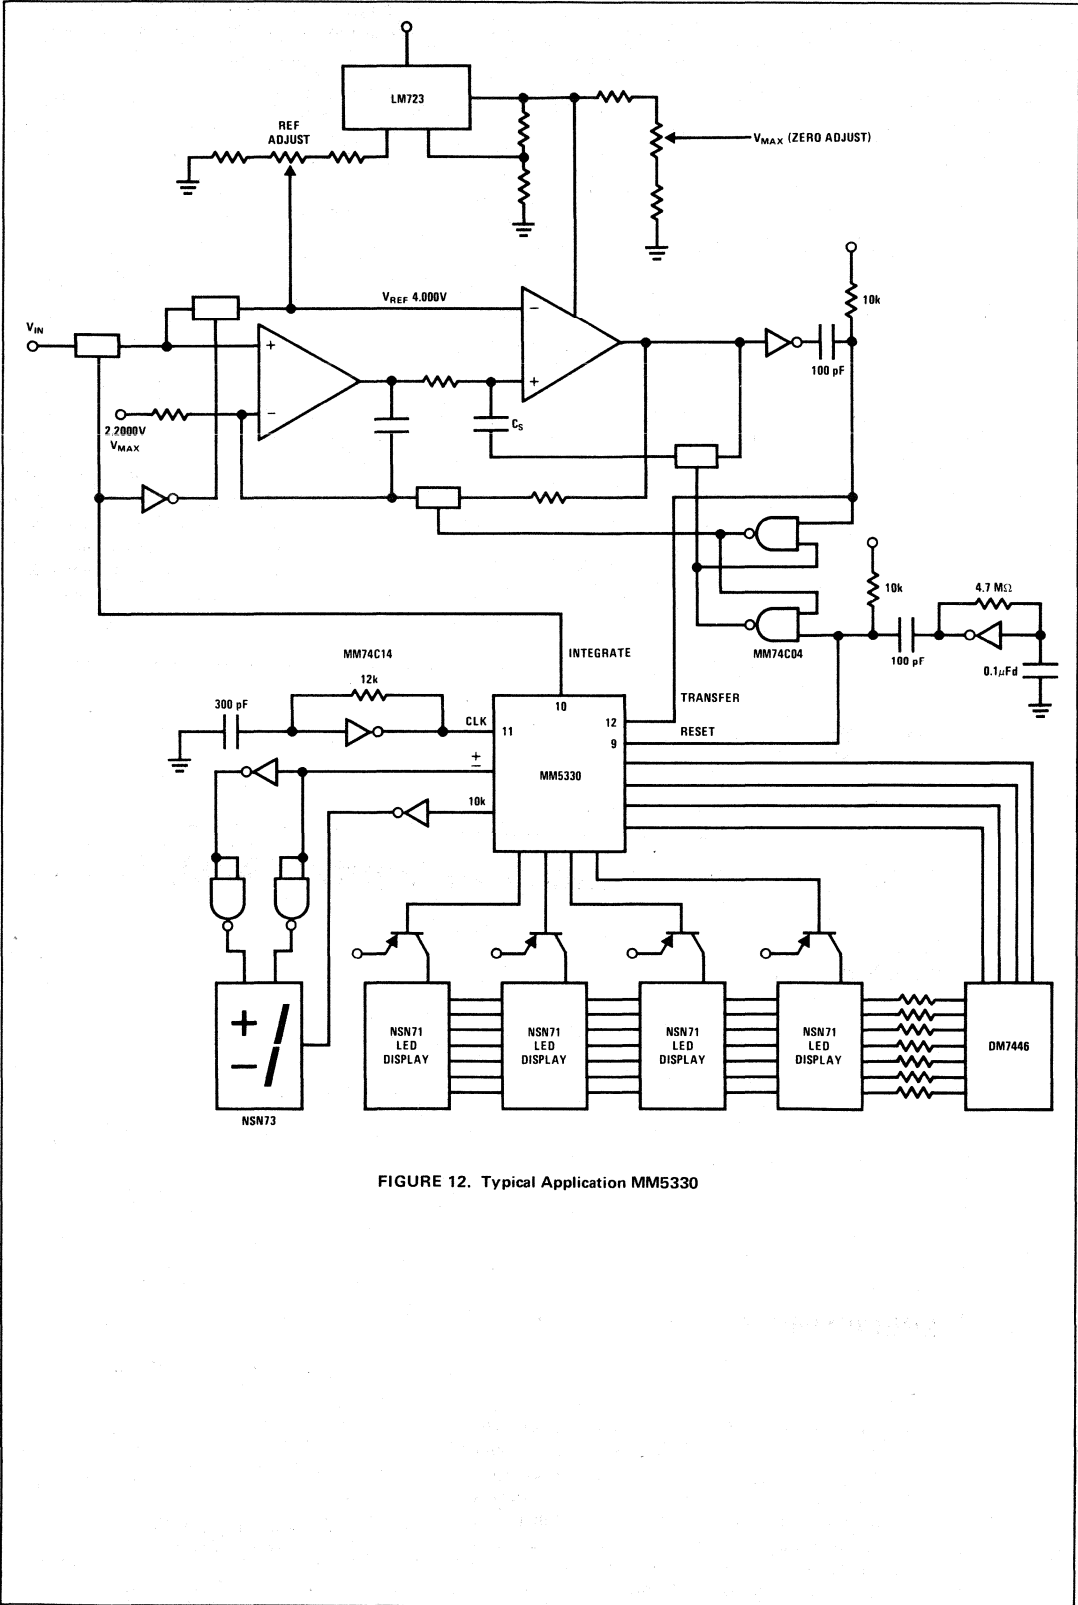 LM723
REF
ADJUST
VMAX (ZERO ADJUST)
VREF 4.000V
10k
VIN
+
−
−
+
100 pF
CS
2.2000V
VMAX
10k
4.7 MΩ
MM74C04
100 pF
0.1µFd
INTEGRATE
MM74C14
12k
TRANSFER
300 pF
10
CLK
11
12
RESET
9
±
MM5330
10k
+
−
NSN71
LED
DISPLAY
NSN71
LED
DISPLAY
NSN71
LED
DISPLAY
NSN71
LED
DISPLAY
DM7446
NSN73
FIGURE 12. Typical Application MM5330